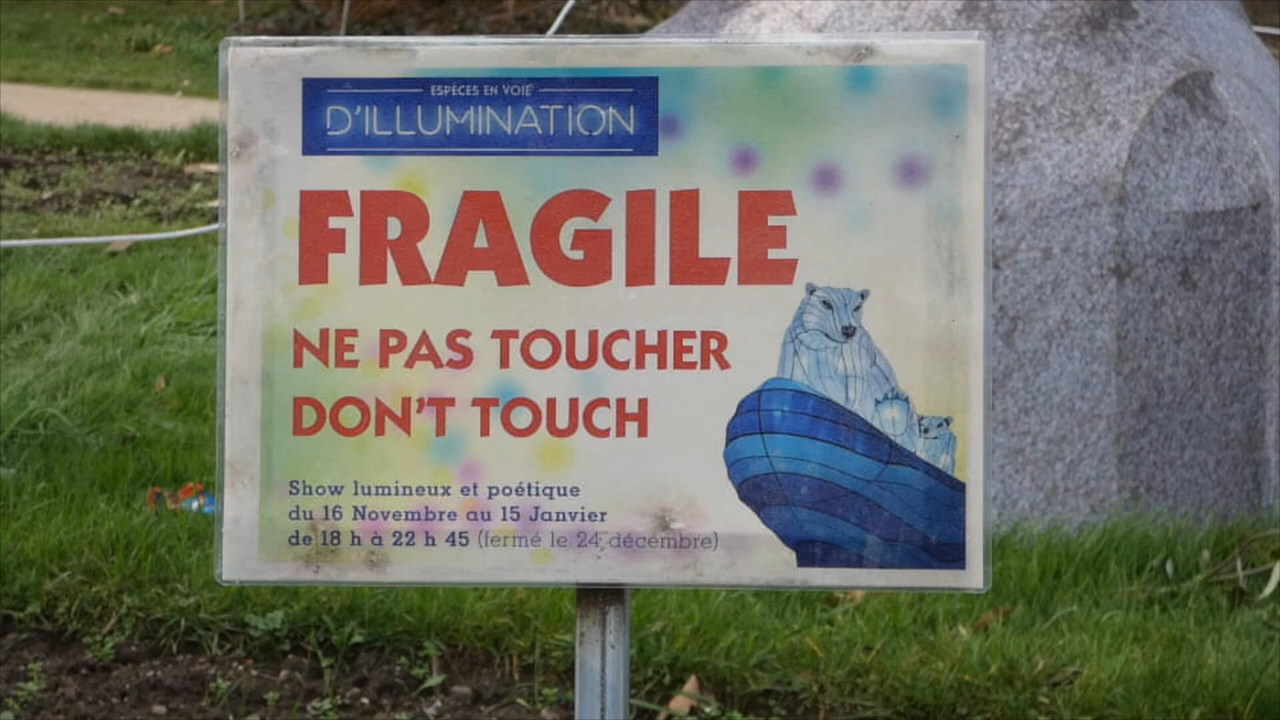 ESPÈCES EN VOIE
D'ILLUMINATION
FRAGILE
NE PAS TOUCHER
DON'T TOUCH
Show lumineux et poétique
du 16 Novembre au 15 Janvier
de 18 h à 22 h 45 (fermé le 24 décembre)